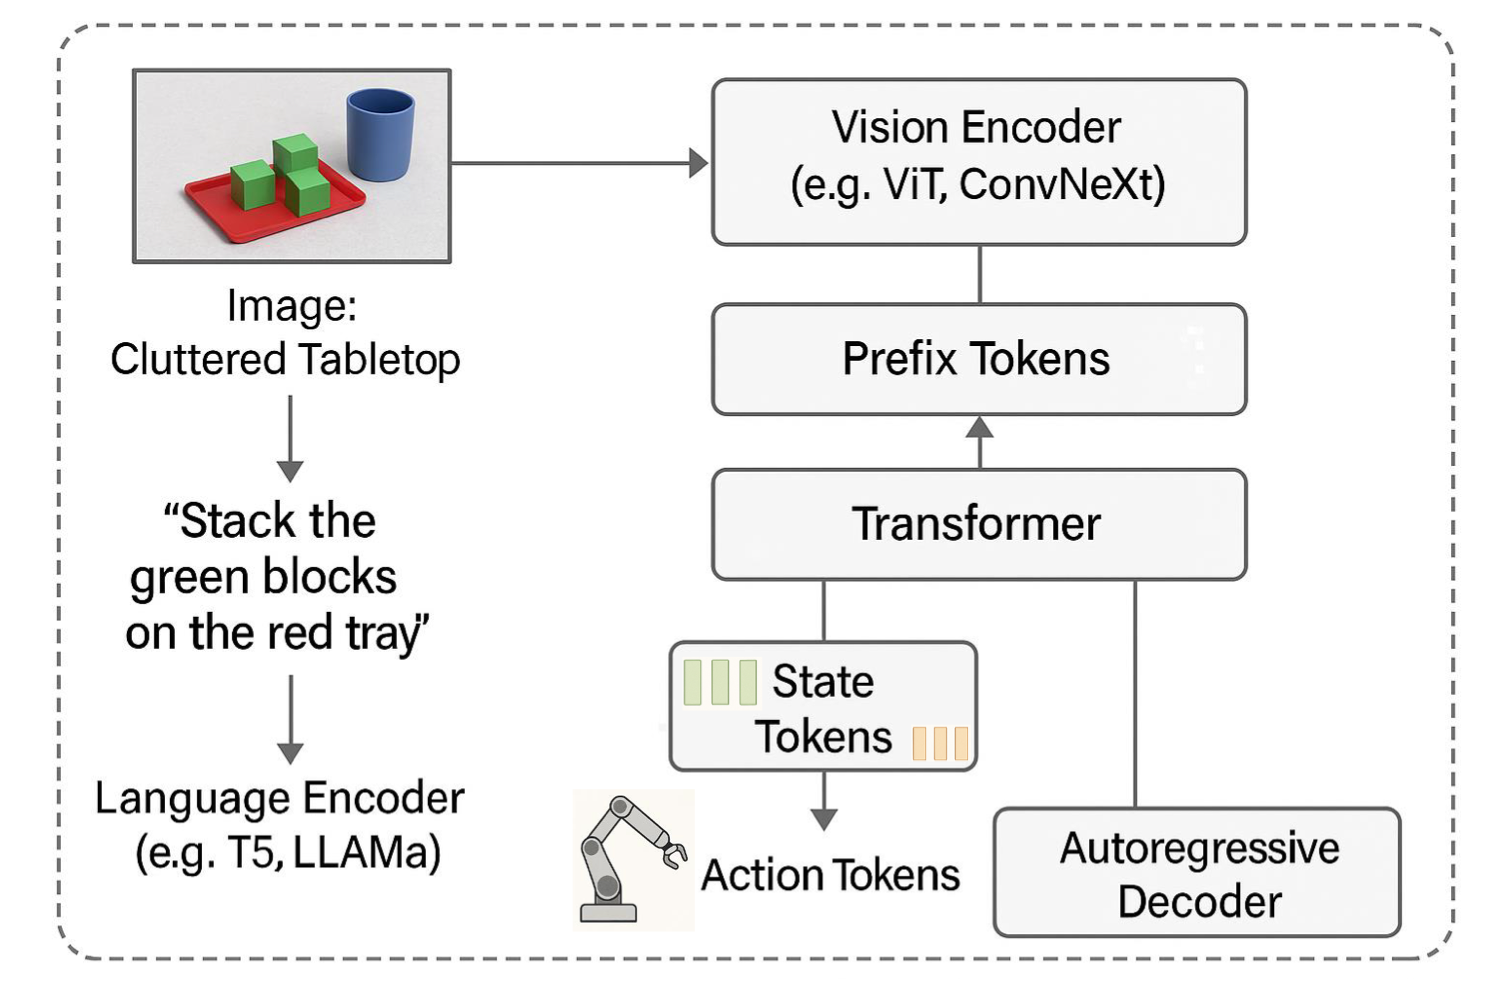 Image:
Cluttered Tabletop
“Stack the
green blocks
on the red tray”
Language Encoder
(e.g. T5, LLAMa)
Vision Encoder
(e.g. ViT, ConvNeXt)
Prefix Tokens
Transformer
State
Tokens
Action Tokens
Autoregressive
Decoder